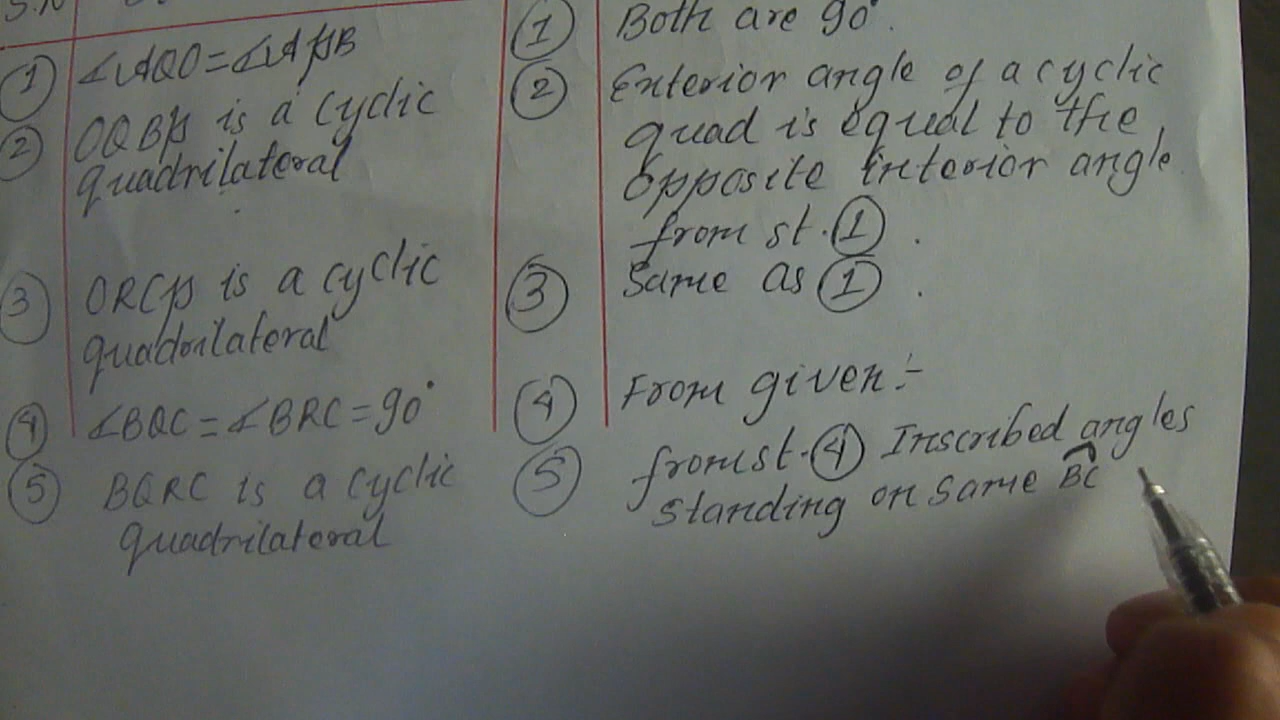 S.N
① ∠AQO = ∠APB
② OQBP is a cyclic
quadrilateral
③ ORCP is a cyclic
quadrilateral
④ ∠BQC = ∠BRC = 90°
⑤ BQRC is a cyclic
quadrilateral
① Both are 90°.
② Exterior angle of a cyclic
quad is equal to the
opposite interior angle
from st. ① .
③ Same as ① .
④ From given :-
⑤ from st. ④ Inscribed angles
standing on same BC